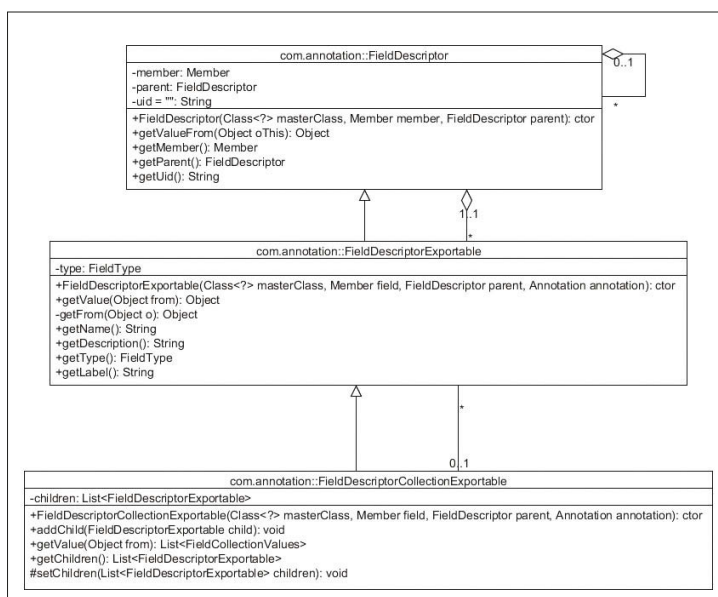 com.annotation::FieldDescriptor
-member: Member
-parent: FieldDescriptor
-uid = "": String
+FieldDescriptor(Class<?> masterClass, Member member, FieldDescriptor parent): ctor
+getValueFrom(Object oThis): Object
+getMember(): Member
+getParent(): FieldDescriptor
+getUid(): String
0..1
*
1..1
*
com.annotation::FieldDescriptorExportable
-type: FieldType
+FieldDescriptorExportable(Class<?> masterClass, Member field, FieldDescriptor parent, Annotation annotation): ctor
+getValue(Object from): Object
-getFrom(Object o): Object
+getName(): String
+getDescription(): String
+getType(): FieldType
+getLabel(): String
*
0..1
com.annotation::FieldDescriptorCollectionExportable
-children: List<FieldDescriptorExportable>
+FieldDescriptorCollectionExportable(Class<?> masterClass, Member field, FieldDescriptor parent, Annotation annotation): ctor
+addChild(FieldDescriptorExportable child): void
+getValue(Object from): List<FieldCollectionValues>
+getChildren(): List<FieldDescriptorExportable>
#setChildren(List<FieldDescriptorExportable> children): void